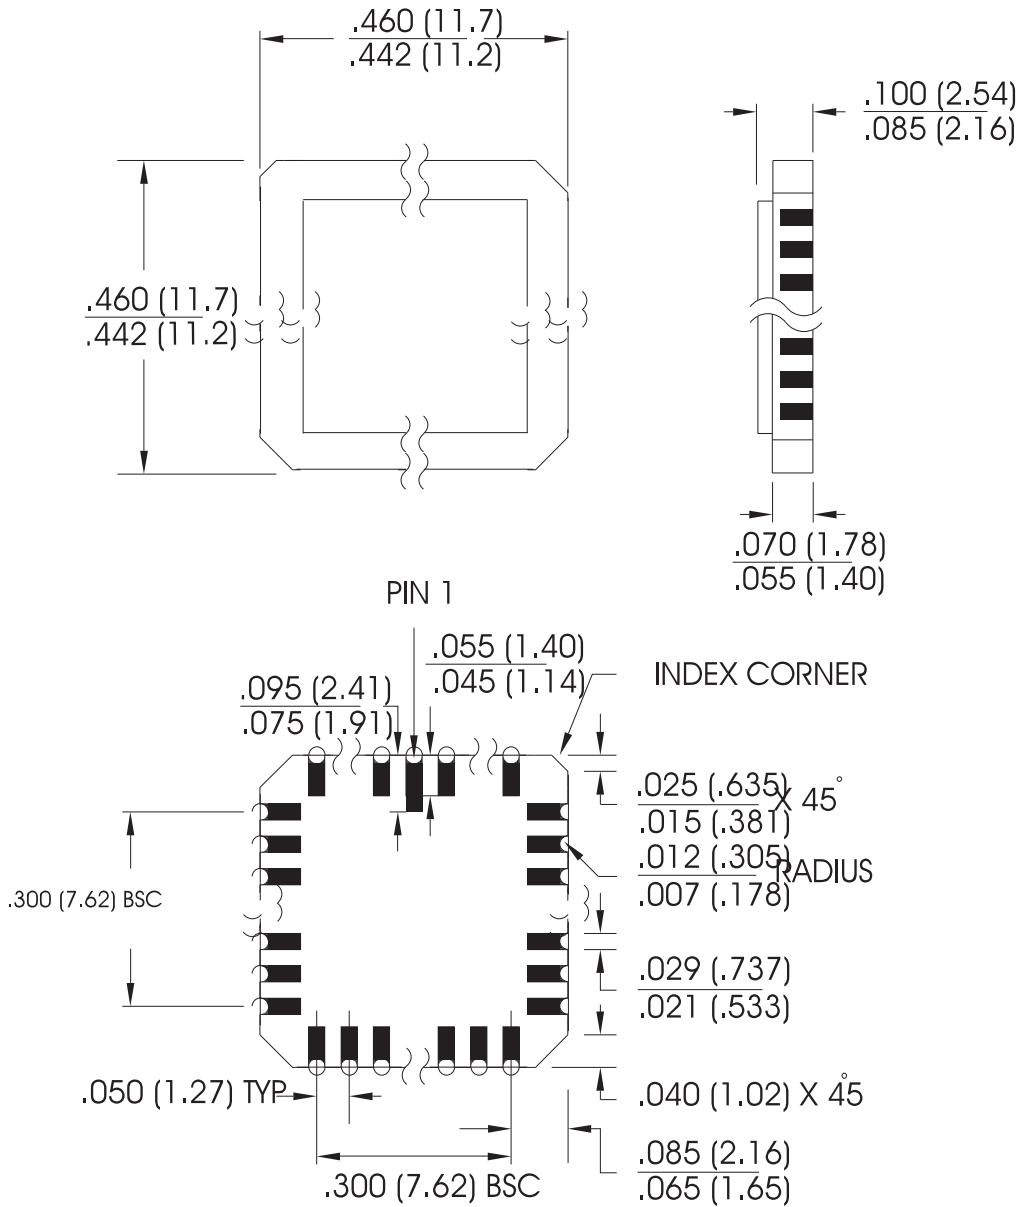 .460 (11.7)
.442 (11.2)
.100 (2.54)
.085 (2.16)
.460 (11.7)
.442 (11.2)
.070 (1.78)
.055 (1.40)
PIN 1
.055 (1.40)
.045 (1.14)
INDEX CORNER
.095 (2.41)
.075 (1.91)
.025 (.635)
.015 (.381)
X 45°
.012 (.305)
.007 (.178)
RADIUS
.300 (7.62) BSC
.029 (.737)
.021 (.533)
.050 (1.27) TYP
.040 (1.02) X 45°
.085 (2.16)
.065 (1.65)
.300 (7.62) BSC